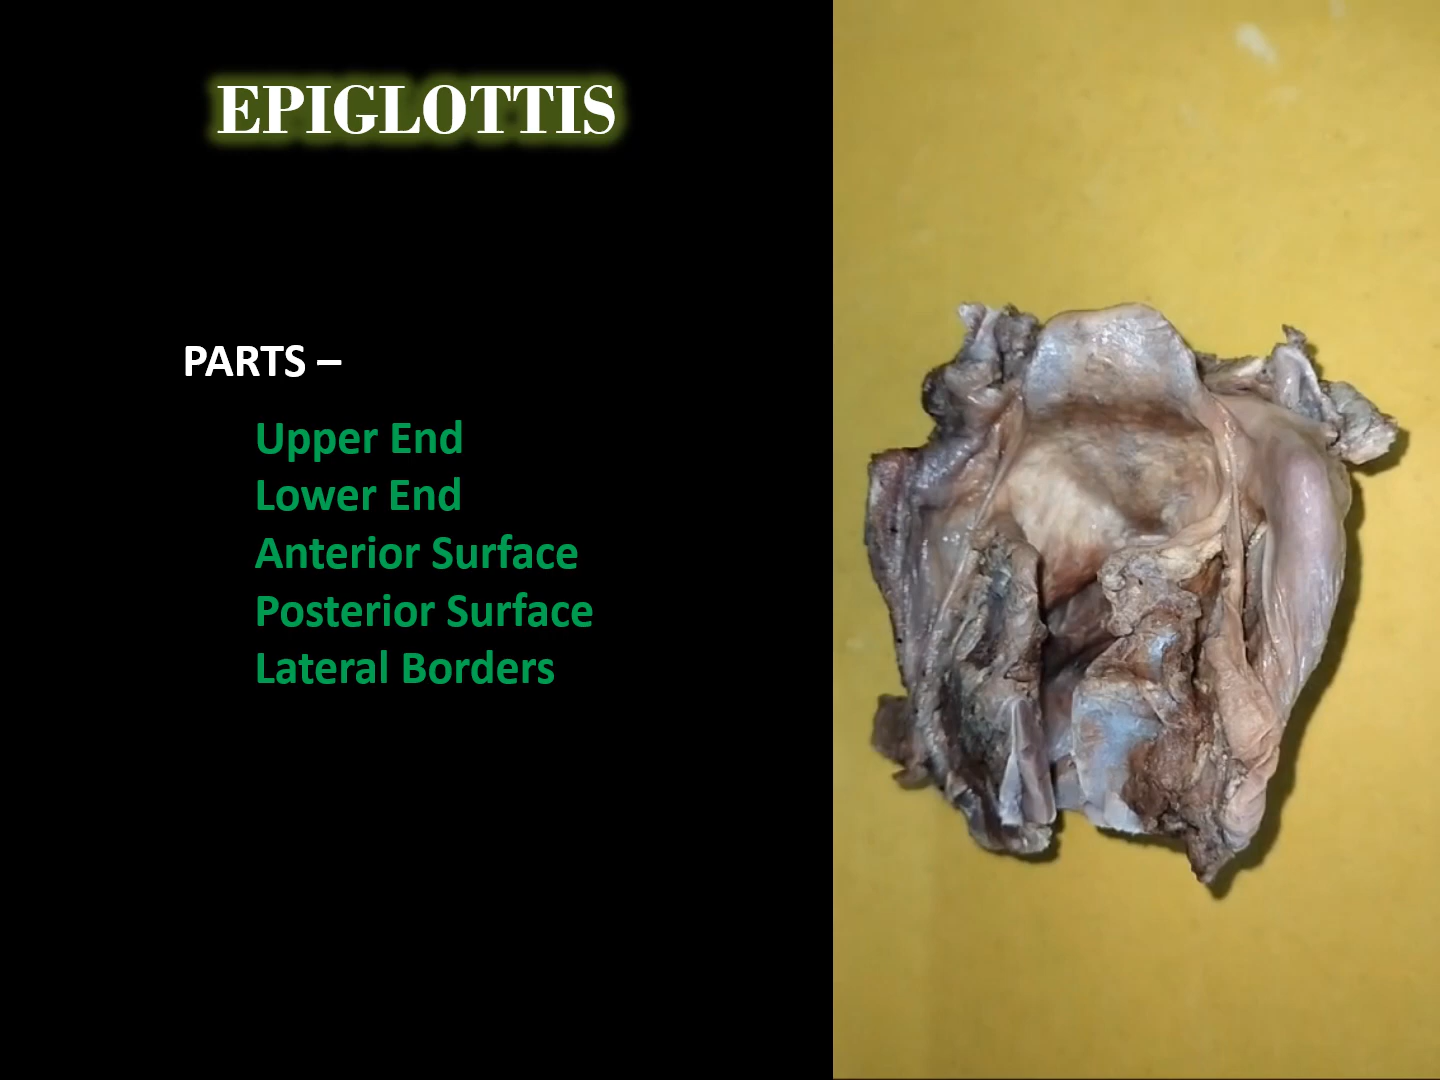 EPIGLOTTIS
PARTS –
Upper End
Lower End
Anterior Surface
Posterior Surface
Lateral Borders